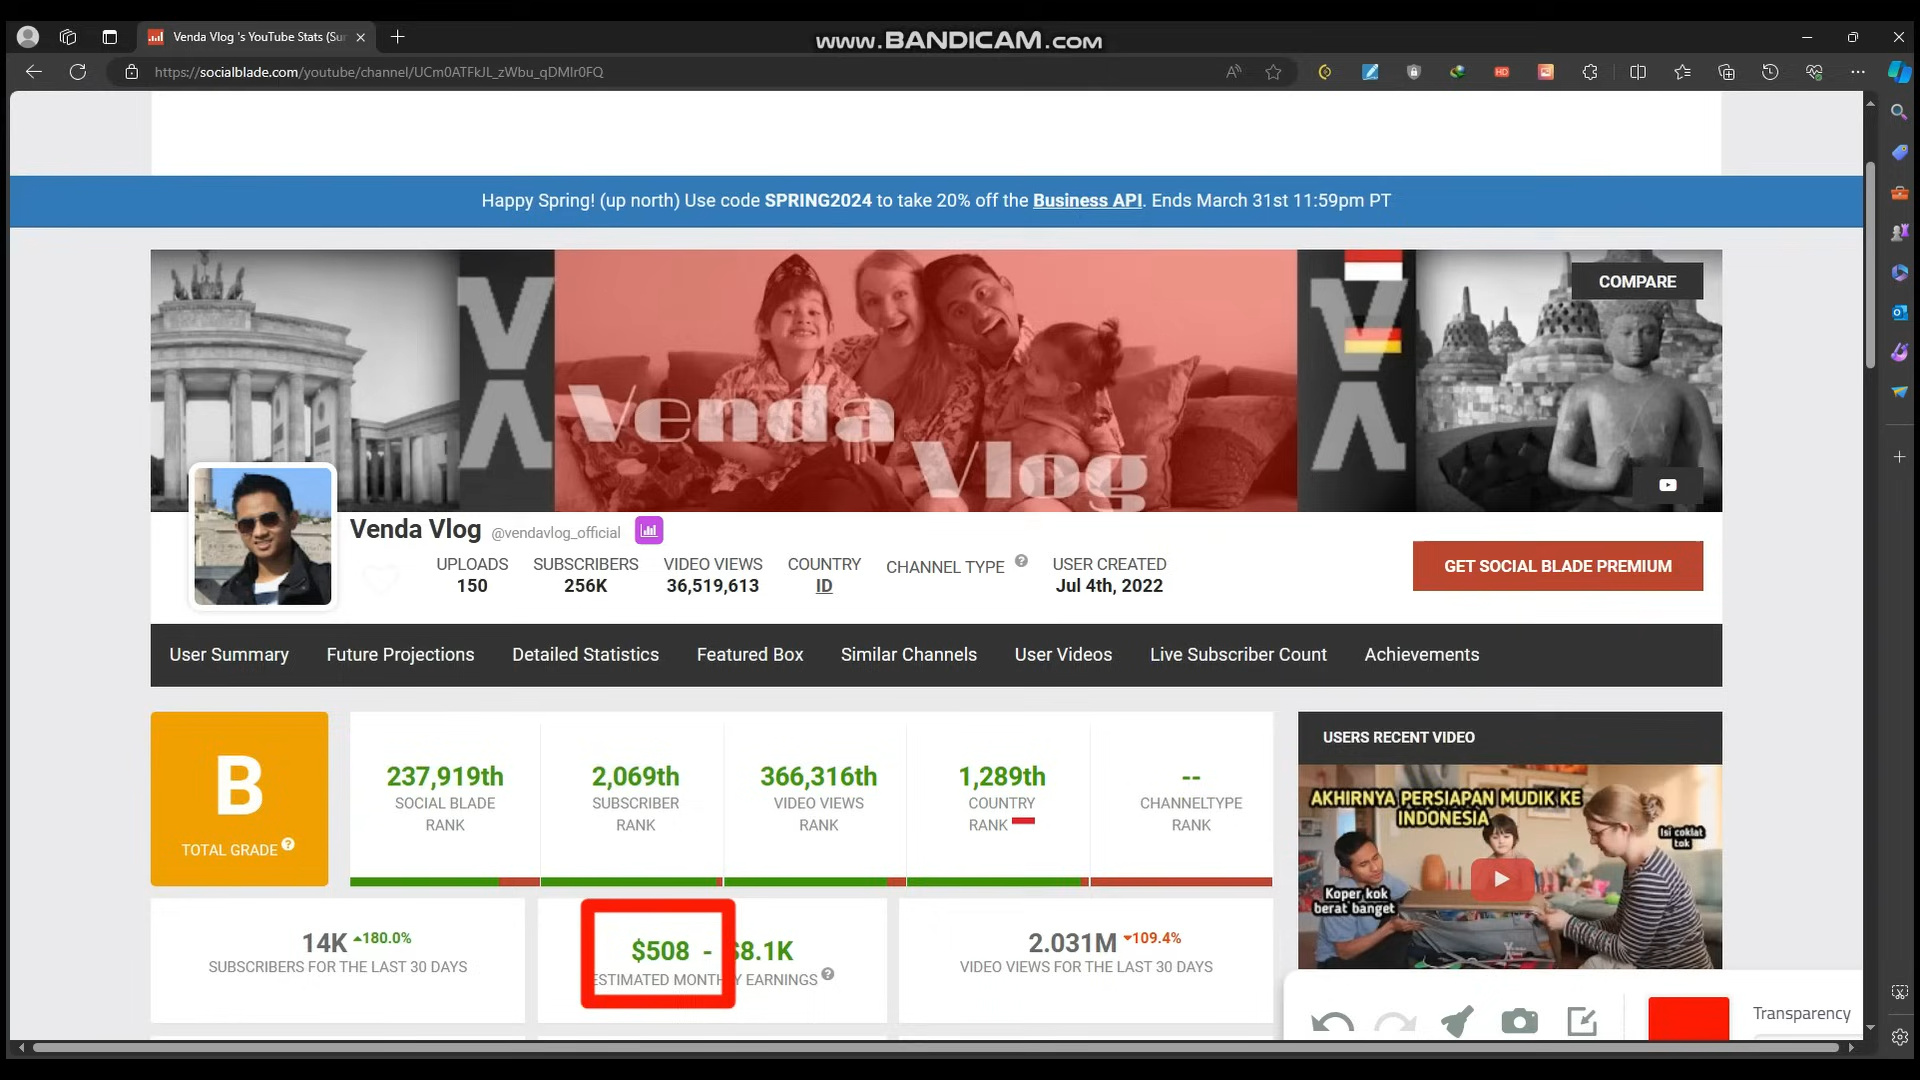 www.BANDICAM.com
Venda Vlog 's YouTube Stats (Sur
https://socialblade.com/youtube/channel/UCm0ATFkJL_zWbu_qDMIr0FQ
HD
Happy Spring! (up north) Use code SPRING2024 to take 20% off the Business API. Ends March 31st 11:59pm PT
COMPARE
Venda
Vlog
Venda Vlog @vendavlog_official
UPLOADS SUBSCRIBERS VIDEO VIEWS COUNTRY CHANNEL TYPE USER CREATED
150 256K 36,519,613 ID Jul 4th, 2022
GET SOCIAL BLADE PREMIUM
User Summary Future Projections Detailed Statistics Featured Box Similar Channels User Videos Live Subscriber Count Achievements
B
TOTAL GRADE
237,919th
SOCIAL BLADE
RANK
2,069th
SUBSCRIBER
RANK
366,316th
VIDEO VIEWS
RANK
1,289th
COUNTRY
RANK
--
CHANNELTYPE
RANK
USERS RECENT VIDEO
AKHIRNYA PERSIAPAN MUDIK KE
INDONESIA
Isi coklat
tok
Koper kok
berat banget
14K 180.0%
SUBSCRIBERS FOR THE LAST 30 DAYS
$508 - $8.1K
ESTIMATED MONTHLY EARNINGS
2.031M 109.4%
VIDEO VIEWS FOR THE LAST 30 DAYS
Transparency